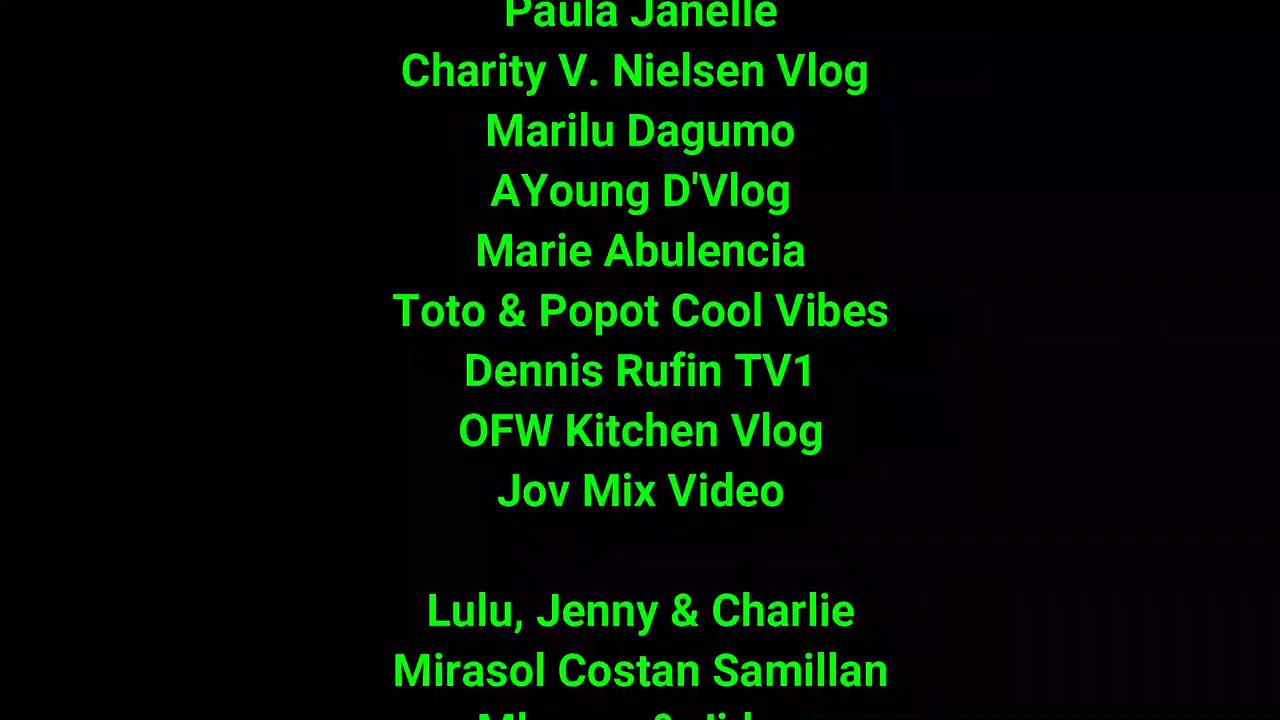 Paula Janelle
Charity V. Nielsen Vlog
Marilu Dagumo
AYoung D'Vlog
Marie Abulencia
Toto & Popot Cool Vibes
Dennis Rufin TV1
OFW Kitchen Vlog
Jov Mix Video
Lulu, Jenny & Charlie
Mirasol Costan Samillan